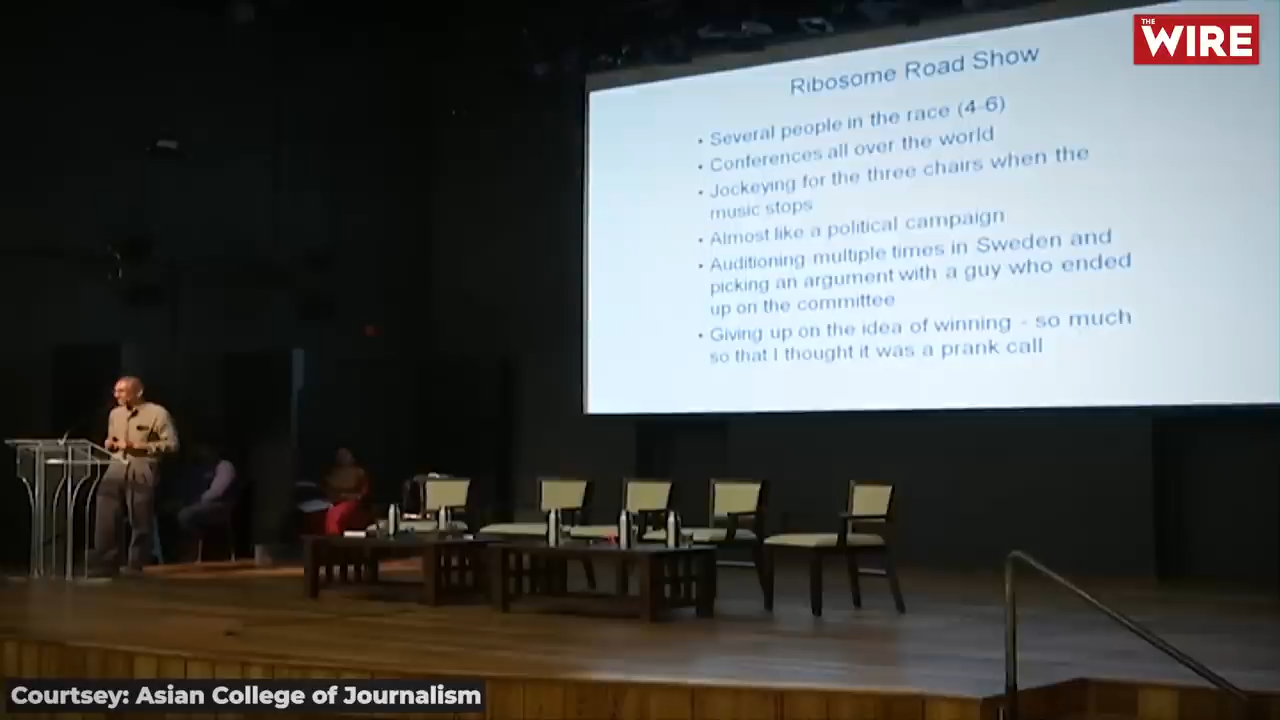 THE
WIRE
Ribosome Road Show
• Several people in the race (4-6)
• Conferences all over the world
• Jockeying for the three chairs when the
music stops
• Almost like a political campaign
• Auditioning multiple times in Sweden and
picking an argument with a guy who ended
up on the committee
• Giving up on the idea of winning - so much
so that I thought it was a prank call
Courtsey: Asian College of Journalism